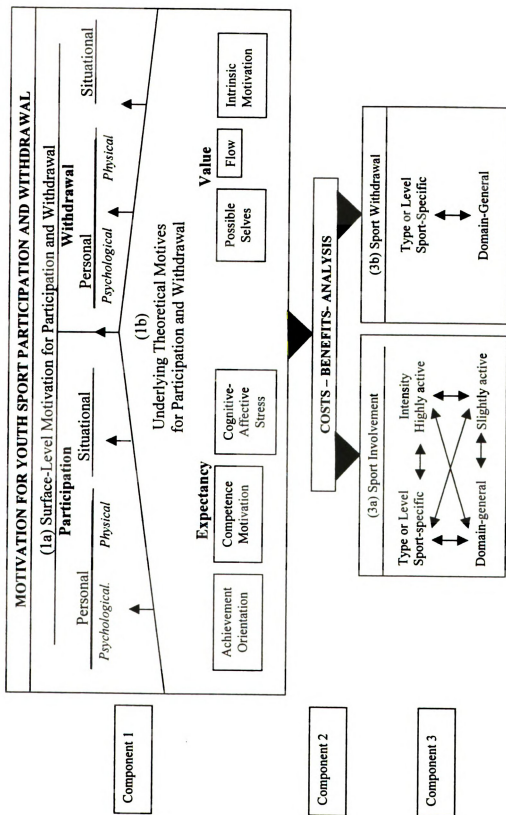 MOTIVATION FOR YOUTH SPORT PARTICIPATION AND WITHDRAWAL
(1a) Surface-Level Motivation for Participation and Withdrawal
Participation
Withdrawal
Personal
Situational
Personal
Situational
Psychological.
Physical
Psychological
Physical
Component 1
(1b)
Underlying Theoretical Motives
for Participation and Withdrawal
Expectancy
Value
Achievement
Orientation
Competence
Motivation
Cognitive-
Affective
Stress
Possible
Selves
Flow
Intrinsic
Motivation
Component 2
COSTS – BENEFITS- ANALYSIS
Component 3
(3a) Sport Involvement
Type or Level
Sport-specific
Intensity
Highly active
Domain-general
Slightly active
(3b) Sport Withdrawal
Type or Level
Sport-Specific
Domain-General